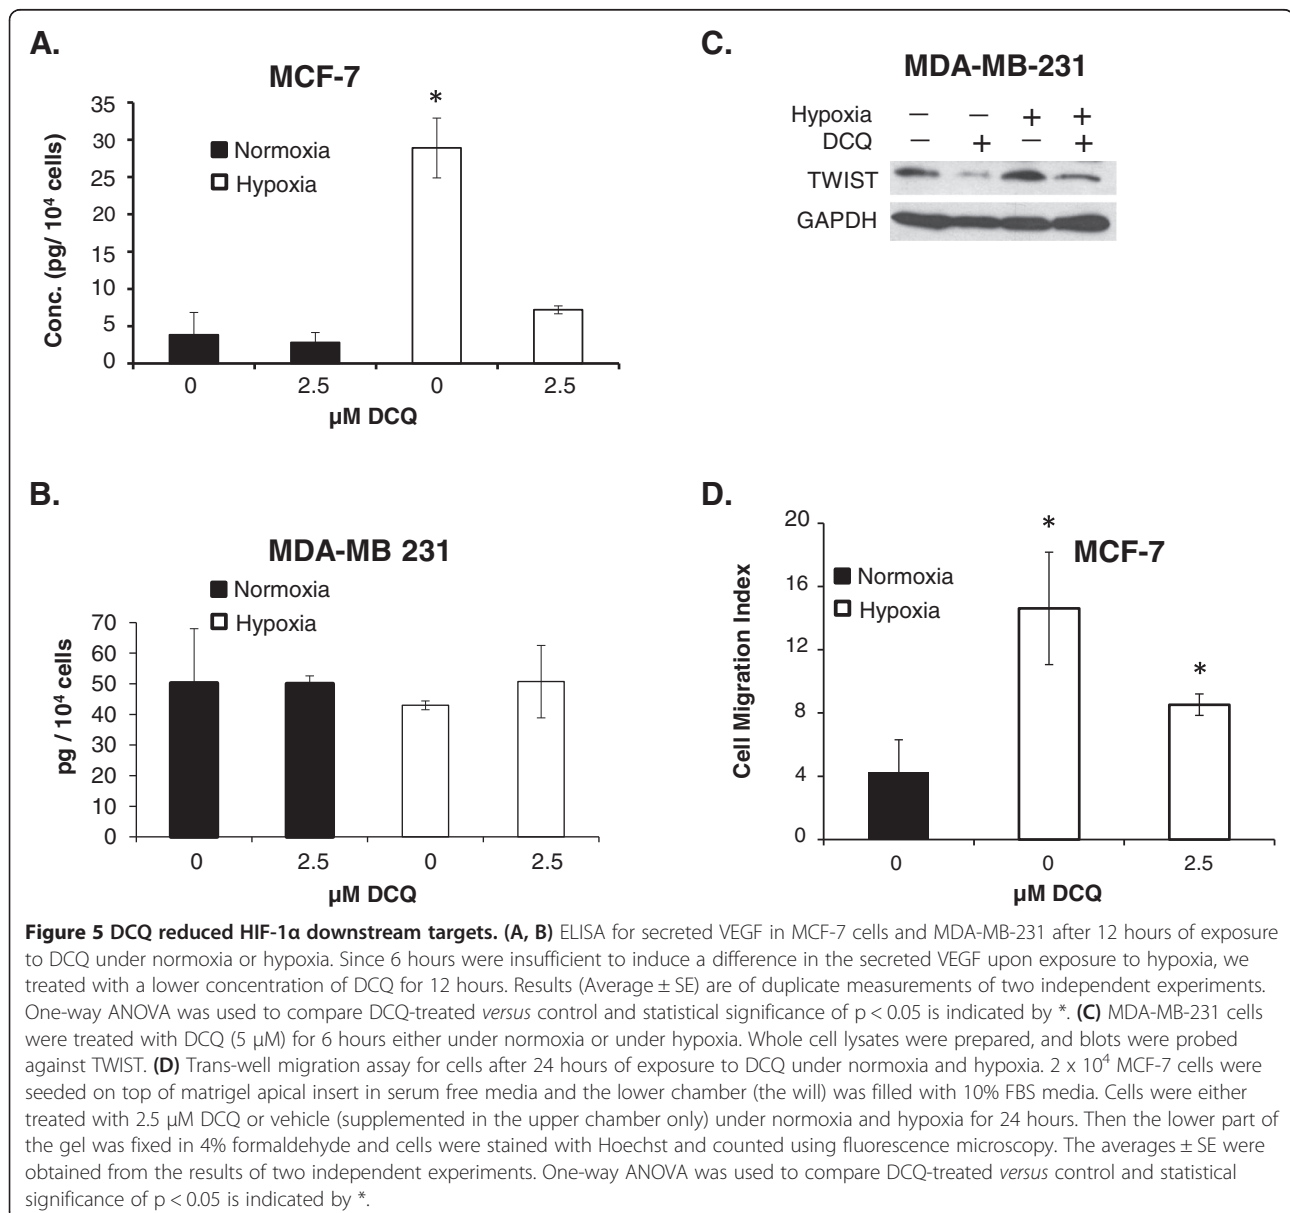 A.
MCF-7
*
35
30
25
20
15
10
5
0
Normoxia
Hypoxia
Conc. (pg/ 10⁴ cells)
0 2.5 0 2.5
µM DCQ
B.
MDA-MB 231
Normoxia
Hypoxia
70
60
50
40
30
20
10
0
pg / 10⁴ cells
0 2.5 0 2.5
µM DCQ
C.
MDA-MB-231
Hypoxia – – + +
DCQ – + – +
TWIST
GAPDH
D.
20
16
12
8
4
0
*
MCF-7
Normoxia
Hypoxia
*
Cell Migration Index
0 0 2.5
µM DCQ
Figure 5 DCQ reduced HIF-1α downstream targets. (A, B) ELISA for secreted VEGF in MCF-7 cells and MDA-MB-231 after 12 hours of exposure
to DCQ under normoxia or hypoxia. Since 6 hours were insufficient to induce a difference in the secreted VEGF upon exposure to hypoxia, we
treated with a lower concentration of DCQ for 12 hours. Results (Average ± SE) are of duplicate measurements of two independent experiments.
One-way ANOVA was used to compare DCQ-treated versus control and statistical significance of p < 0.05 is indicated by *. (C) MDA-MB-231 cells
were treated with DCQ (5 µM) for 6 hours either under normoxia or under hypoxia. Whole cell lysates were prepared, and blots were probed
against TWIST. (D) Trans-well migration assay for cells after 24 hours of exposure to DCQ under normoxia and hypoxia. 2 x 10⁴ MCF-7 cells were
seeded on top of matrigel apical insert in serum free media and the lower chamber (the will) was filled with 10% FBS media. Cells were either
treated with 2.5 µM DCQ or vehicle (supplemented in the upper chamber only) under normoxia and hypoxia for 24 hours. Then the lower part of
the gel was fixed in 4% formaldehyde and cells were stained with Hoechst and counted using fluorescence microscopy. The averages ± SE were
obtained from the results of two independent experiments. One-way ANOVA was used to compare DCQ-treated versus control and statistical
significance of p < 0.05 is indicated by *.